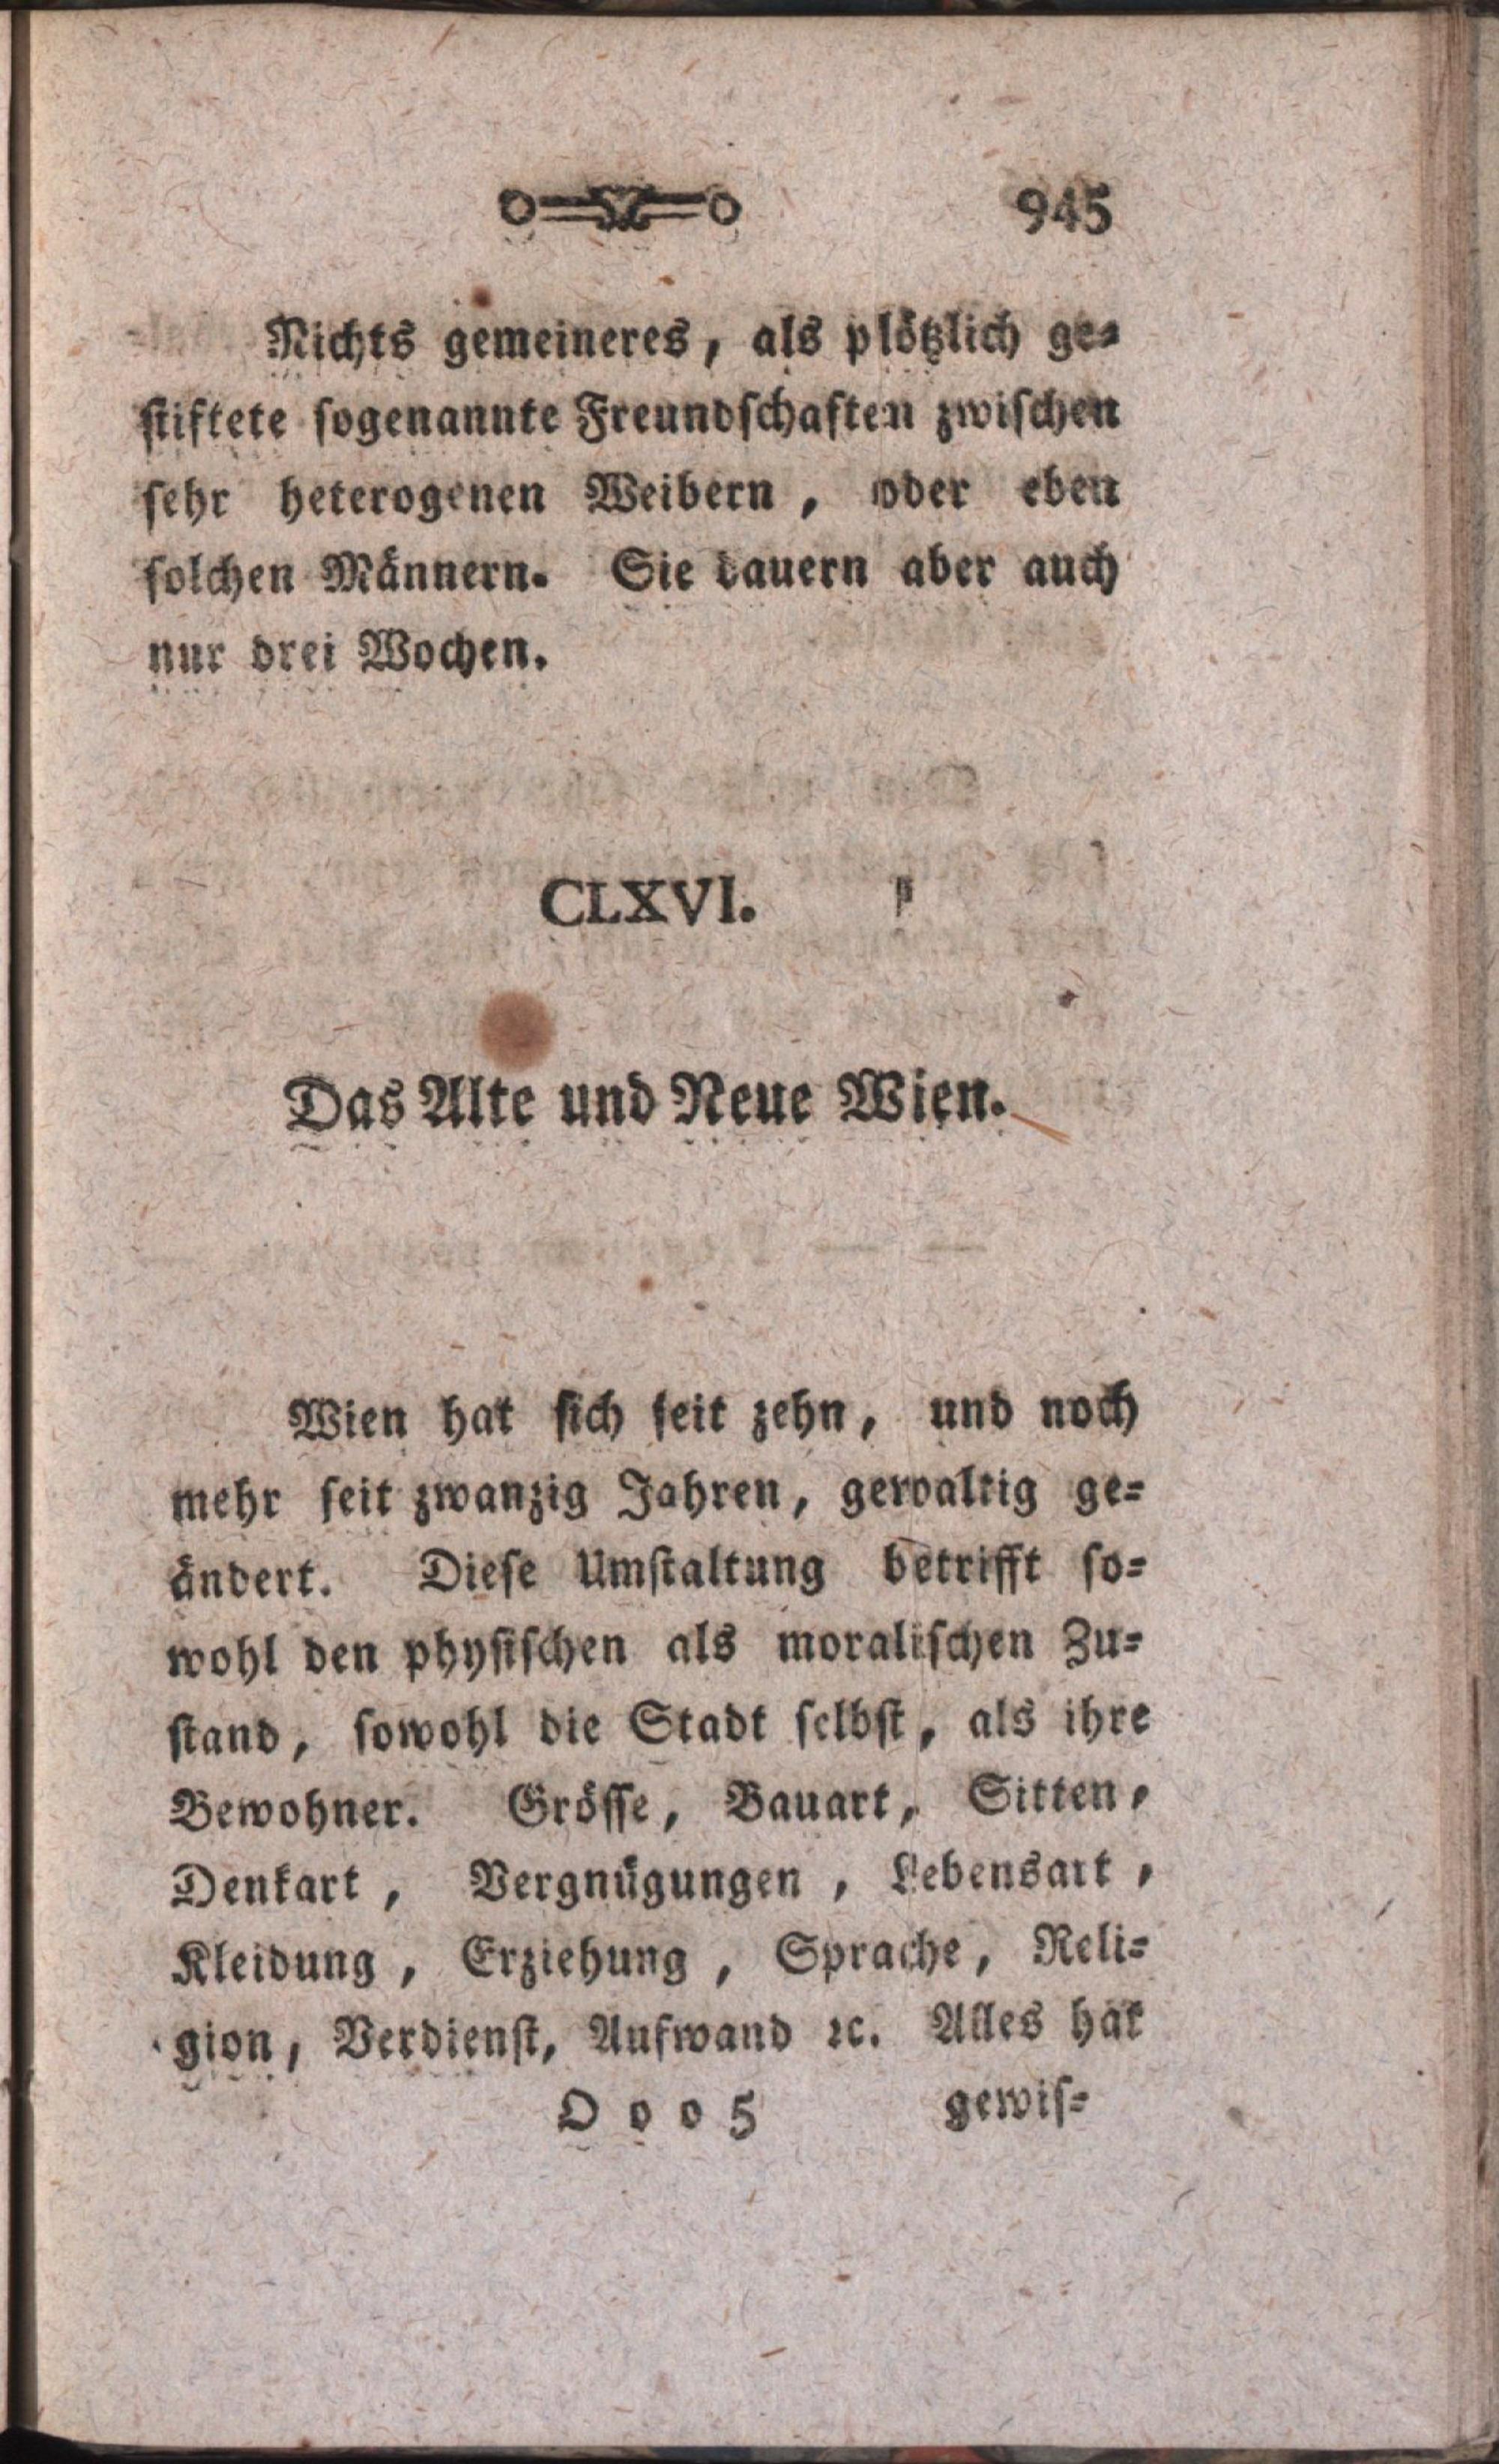 945
Nichts gemeineres, als plötzlich ge=
stiftete sogenannte Freundschaften zwischen
sehr heterogenen Weibern, oder eben
solchen Männern. Sie dauern aber auch
nur drei Wochen.
CLXVI.
Das Alte und Neue Wien.
Wien hat sich seit zehn, und noch
mehr seit zwanzig Jahren, gewaltig ge=
ändert. Diese Umstaltung betrifft so=
wohl den physischen als moralischen Zu=
stand, sowohl die Stadt selbst, als ihre
Bewohner. Grösse, Bauart, Sitten,
Denkart, Vergnügungen, Lebensart,
Kleidung, Erziehung, Sprache, Reli=
gion, Verdienst, Aufwand ꝛc. Alles hat
O o o 5 gewis=